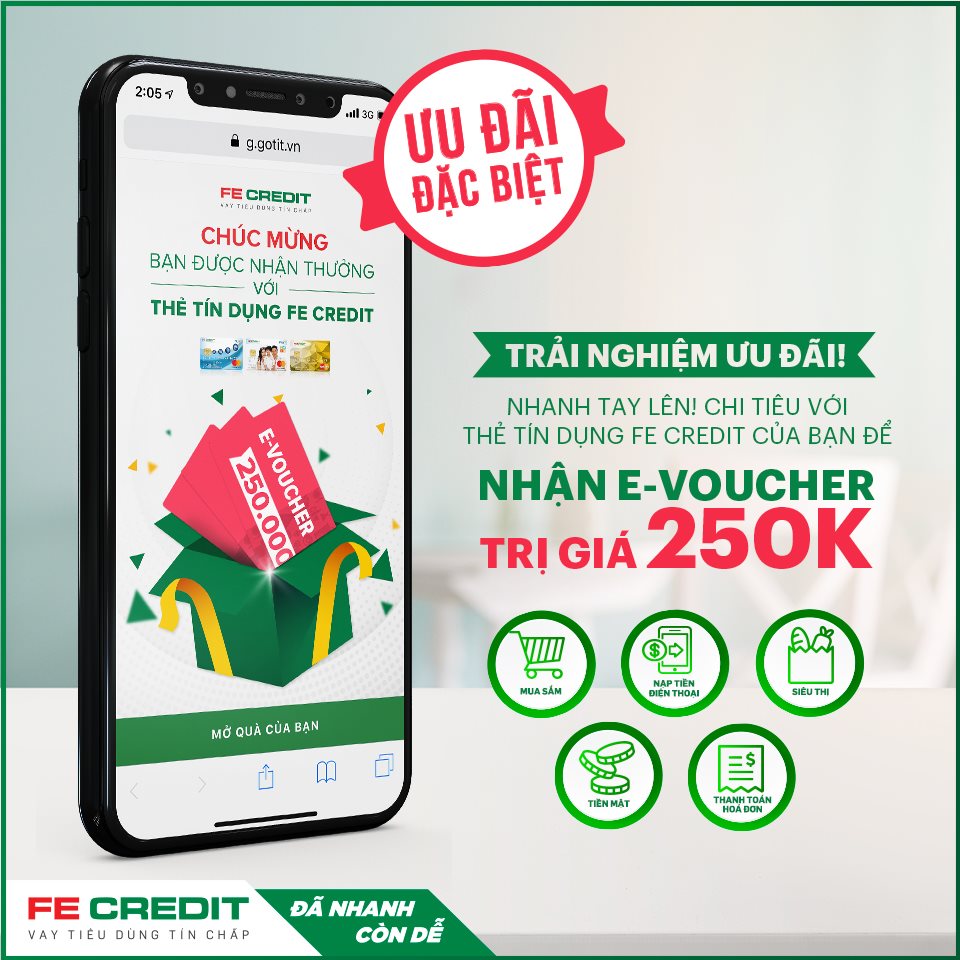 2:05
3G
g.gotit.vn
FE CREDIT
VAY TIÊU DÙNG TÍN CHẤP
CHÚC MỪNG
BẠN ĐƯỢC NHẬN THƯỞNG
VỚI
THẺ TÍN DỤNG FE CREDIT
E-VOUCHER
250.000
MỞ QUÀ CỦA BẠN
ƯU ĐÃI
ĐẶC BIỆT
TRẢI NGHIỆM ƯU ĐÃI!
NHANH TAY LÊN! CHI TIÊU VỚI
THẺ TÍN DỤNG FE CREDIT CỦA BẠN ĐỂ
NHẬN E-VOUCHER
TRỊ GIÁ 250K
MUA SẮM
NẠP TIỀN
ĐIỆN THOẠI
SIÊU THỊ
TIỀN MẶT
THANH TOÁN
HOÁ ĐƠN
FE CREDIT
VAY TIÊU DÙNG TÍN CHẤP
ĐÃ NHANH
CÒN DỄ